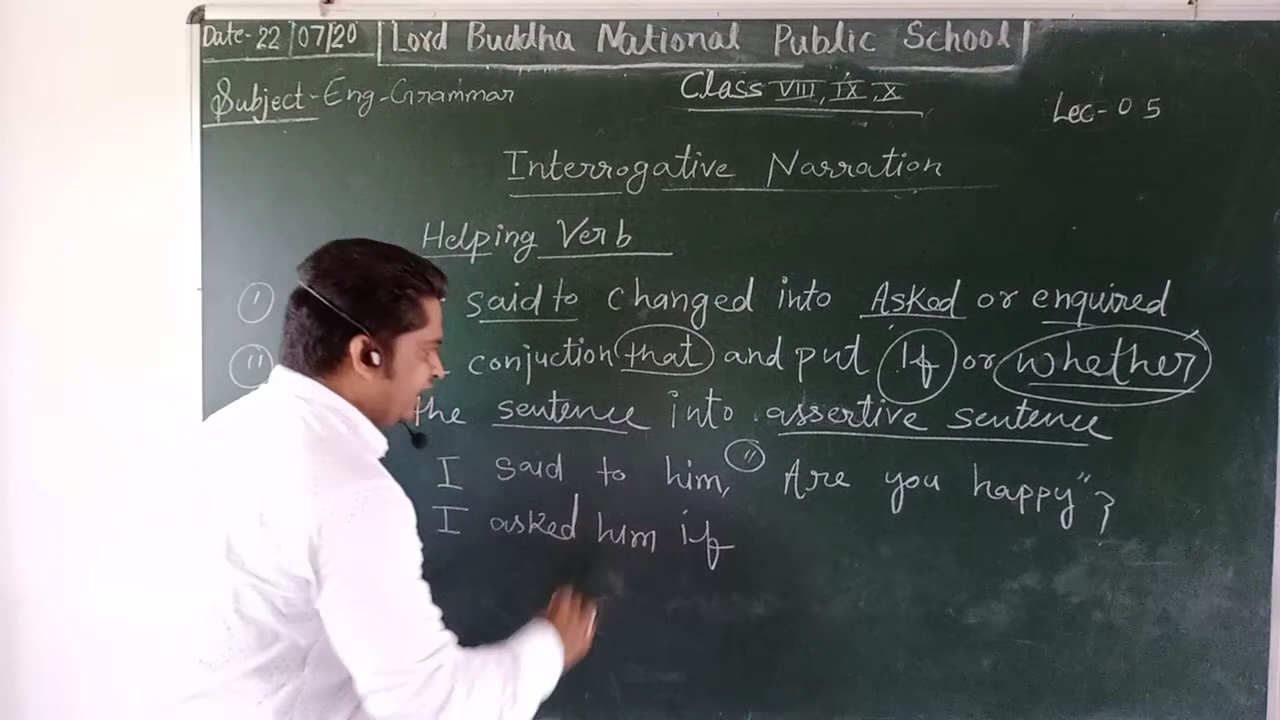 Date- 22/07/20 Lord Buddha National Public School
Subject-Eng-Grammar Class VIII, IX, X Lec-05
Interrogative Narration
Helping Verb
(i) said to changed into Asked or enquired
(ii) conjuction that and put If or whether
the sentence into assertive sentence
I said to him, " Are you happy"?
I asked him if